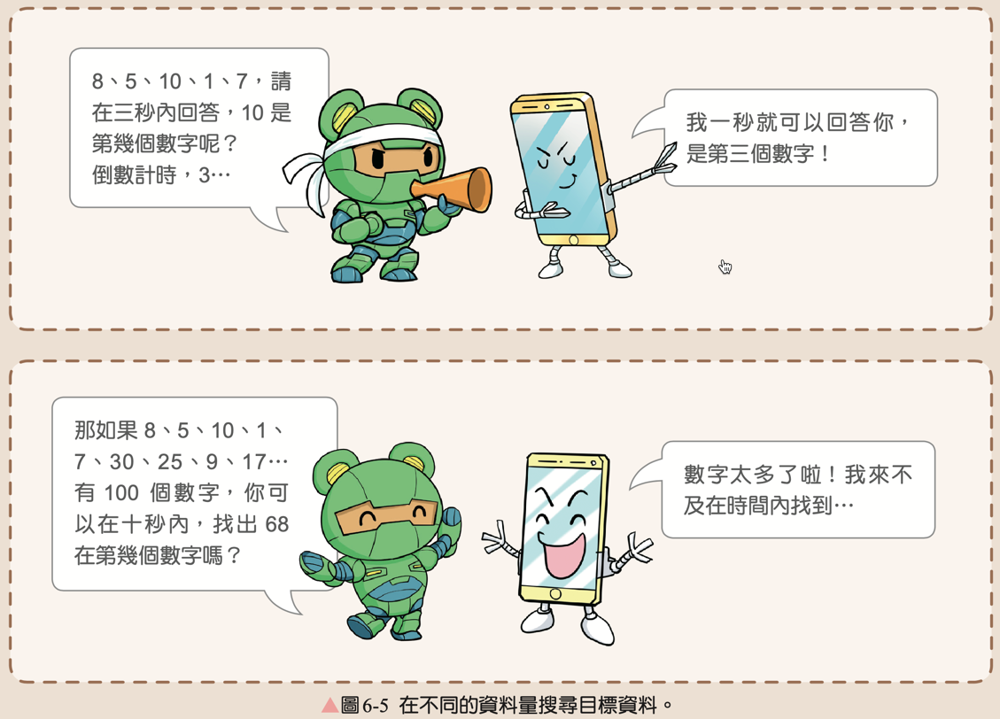 8、5、10、1、7，請
在三秒內回答，10 是
第幾個數字呢？
倒數計時，3…
我一秒就可以回答你，
是第三個數字！
那如果 8、5、10、1、
7、30、25、9、17…
有 100 個數字，你可
以在十秒內，找出 68
在第幾個數字嗎？
數字太多了啦！我來不
及在時間內找到…
▲圖6-5 在不同的資料量搜尋目標資料。